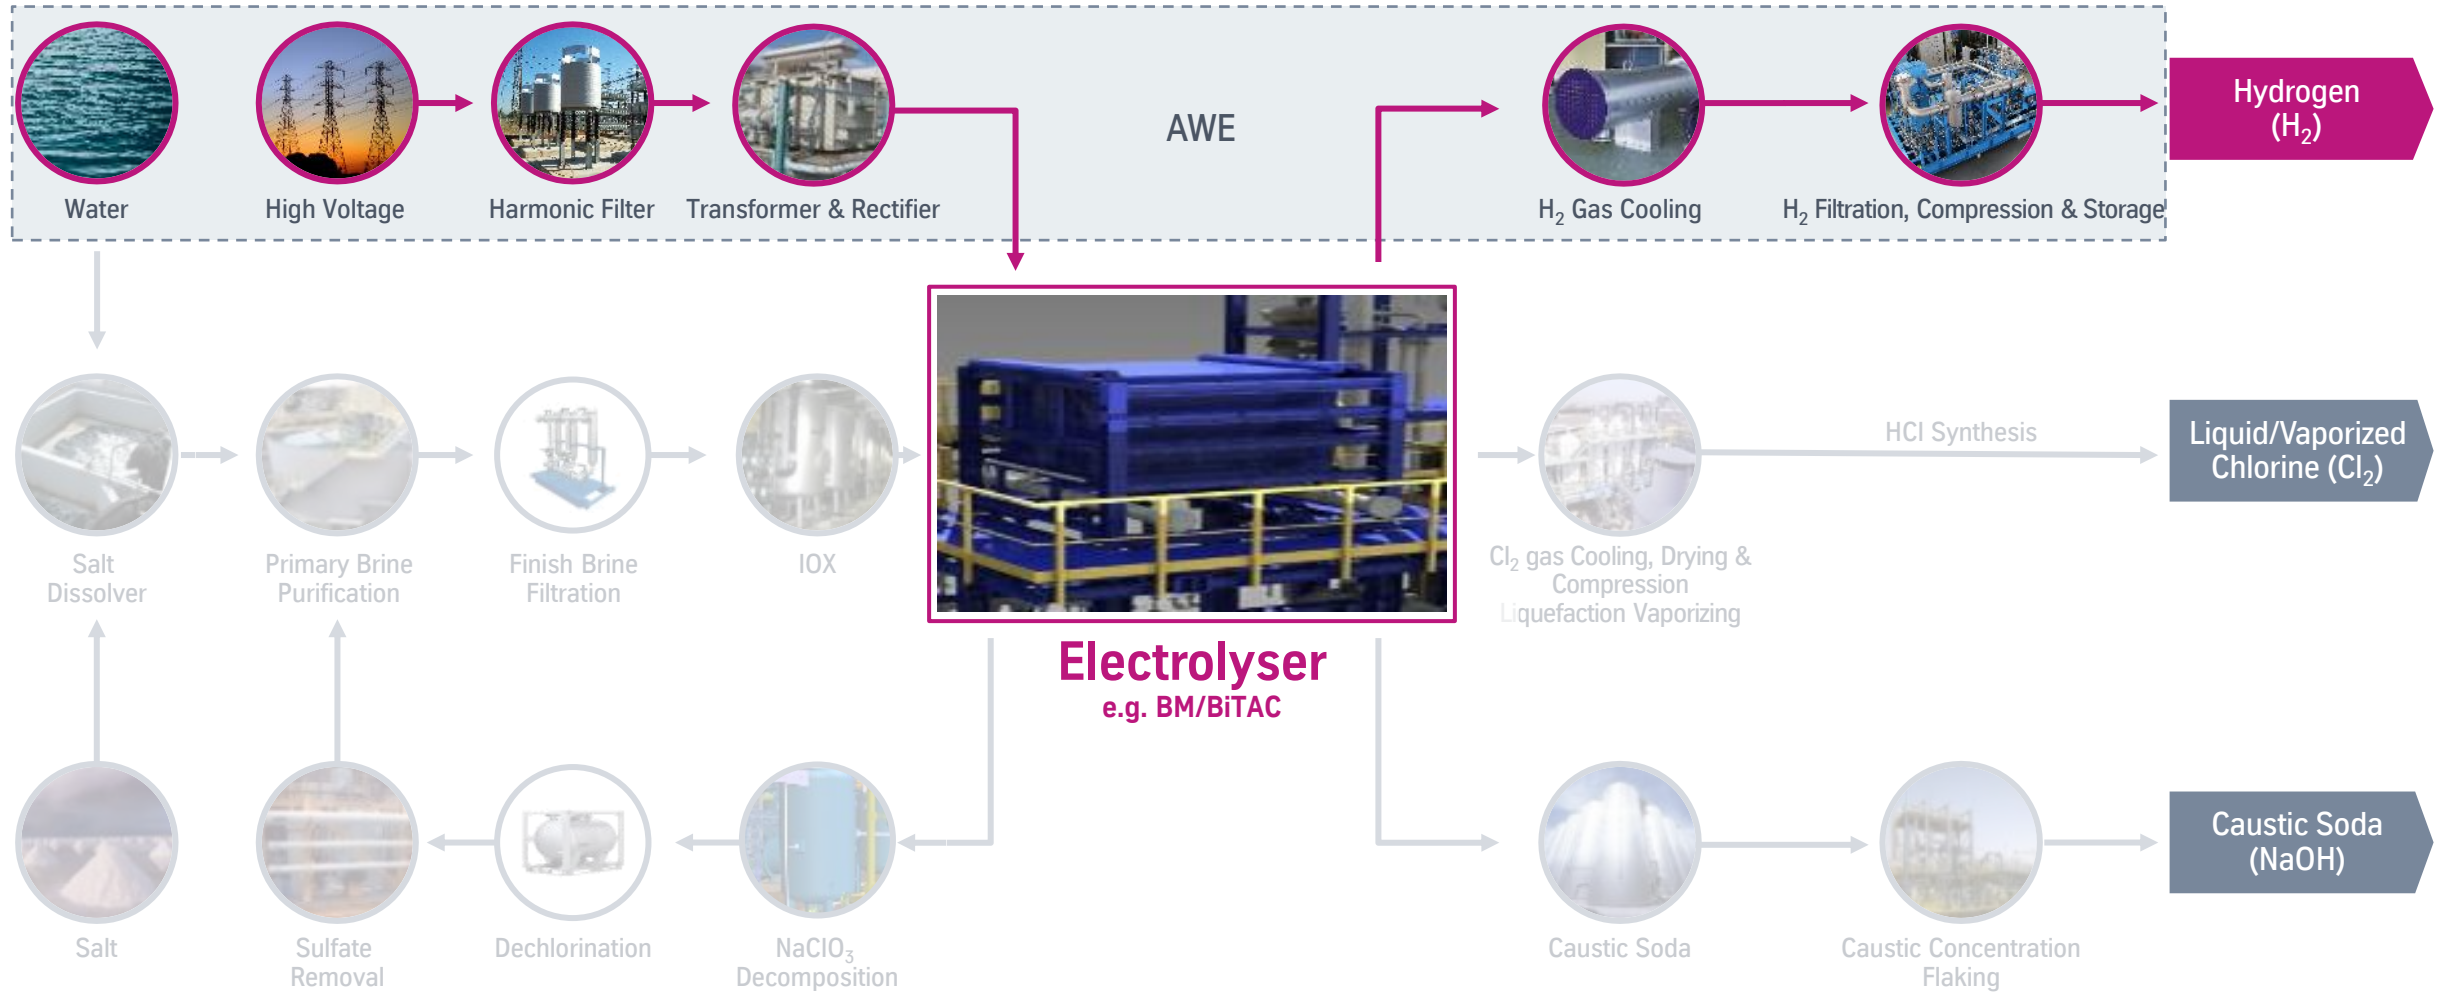 Water
High Voltage
Harmonic Filter
Transformer & Rectifier
AWE
H₂ Gas Cooling
H₂ Filtration, Compression & Storage
Hydrogen
(H₂)
Salt
Dissolver
Primary Brine
Purification
Finish Brine
Filtration
IOX
Cl₂ gas Cooling, Drying &
Compression
Liquefaction Vaporizing
HCl Synthesis
Liquid/Vaporized
Chlorine (Cl₂)
Electrolyser
e.g. BM/BiTAC
Salt
Sulfate
Removal
Dechlorination
NaClO₃
Decomposition
Caustic Soda
Caustic Concentration
Flaking
Caustic Soda
(NaOH)